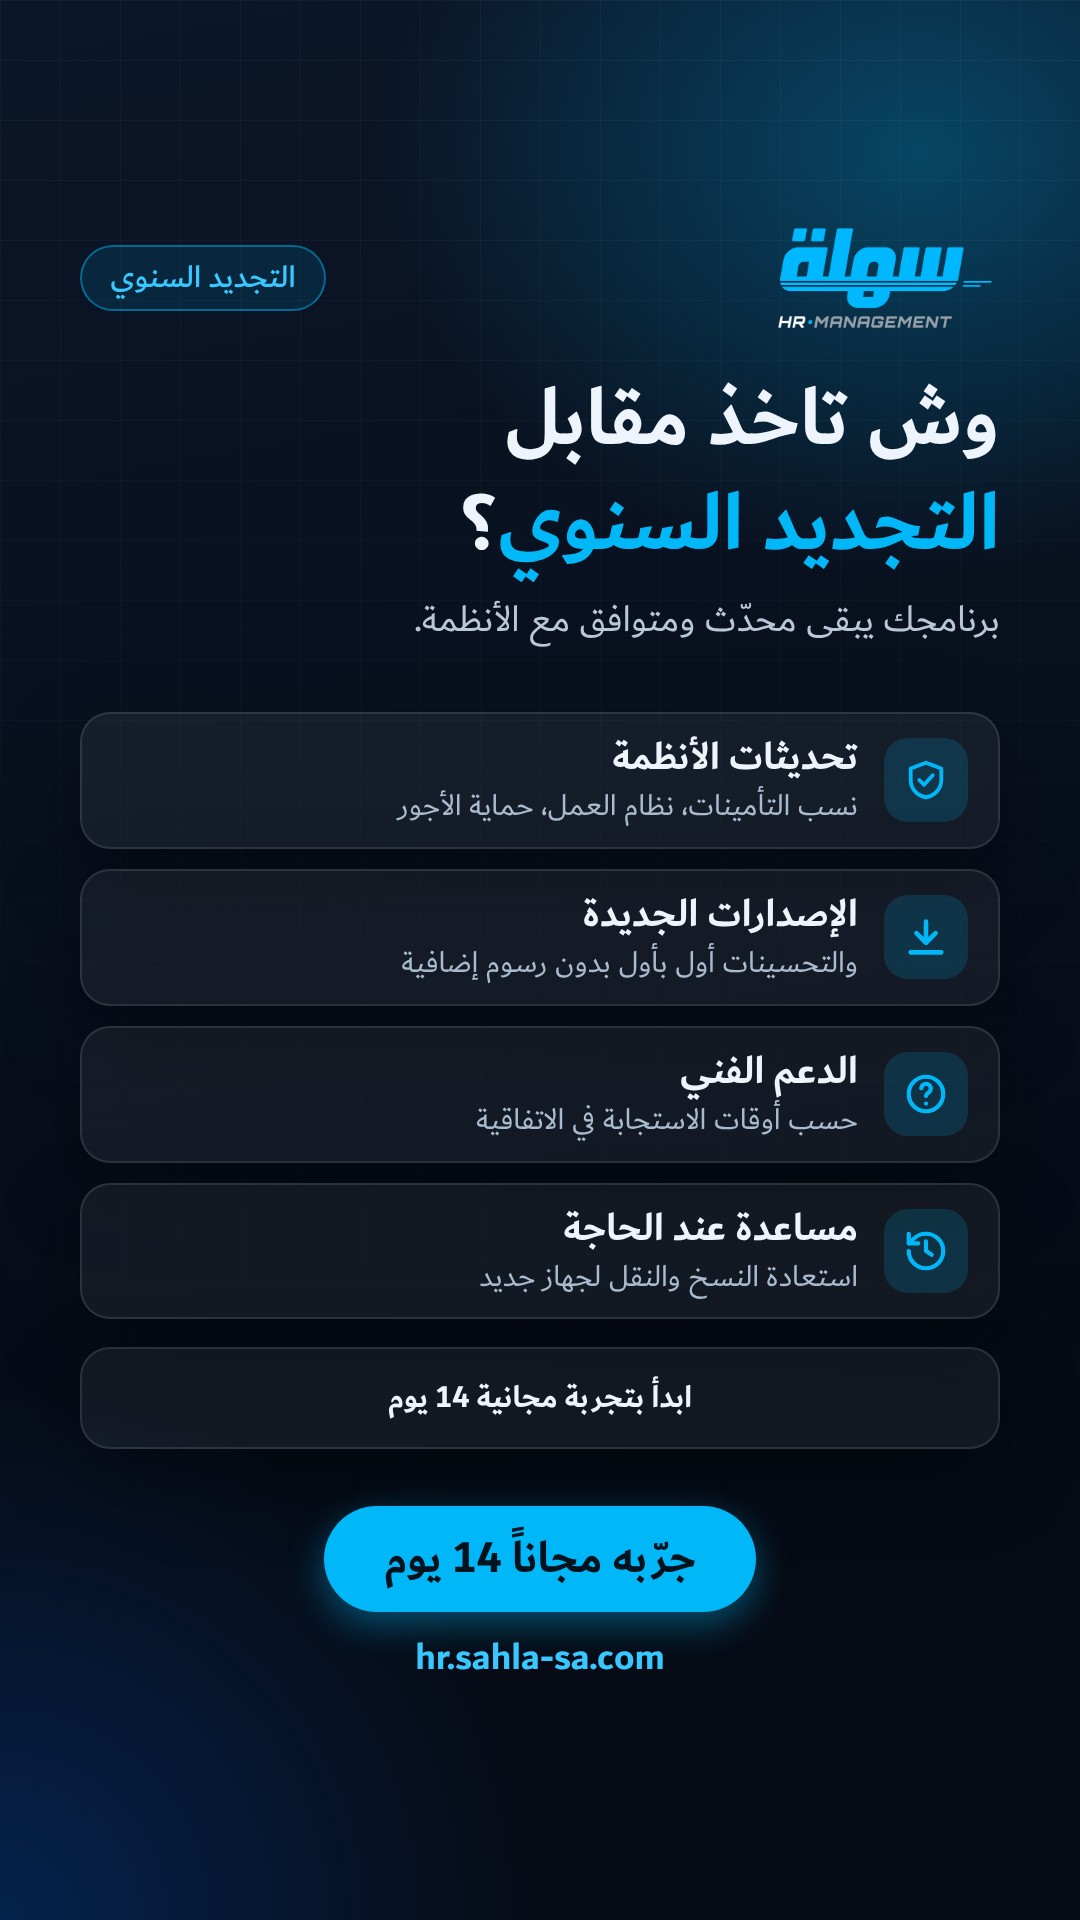 سهلة
HR·MANAGEMENT
التجديد السنوي
وش تاخذ مقابل
التجديد السنوي؟
برنامجك يبقى محدّث ومتوافق مع الأنظمة.
تحديثات الأنظمة
نسب التأمينات، نظام العمل، حماية الأجور
الإصدارات الجديدة
والتحسينات أول بأول بدون رسوم إضافية
الدعم الفني
حسب أوقات الاستجابة في الاتفاقية
مساعدة عند الحاجة
استعادة النسخ والنقل لجهاز جديد
ابدأ بتجربة مجانية 14 يوم
جرّبه مجاناً 14 يوم
hr.sahla-sa.com